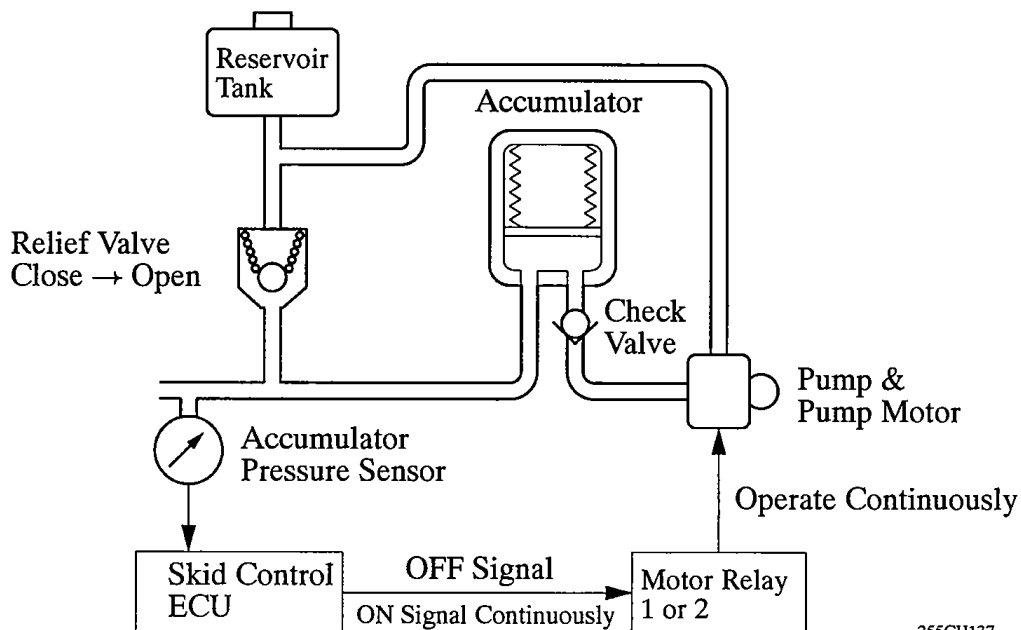 Reservoir
Tank
Accumulator
Relief Valve
Close → Open
Check
Valve
Pump &
Pump Motor
Accumulator
Pressure Sensor
Operate Continuously
Skid Control
ECU
OFF Signal
ON Signal Continuously
Motor Relay
1 or 2